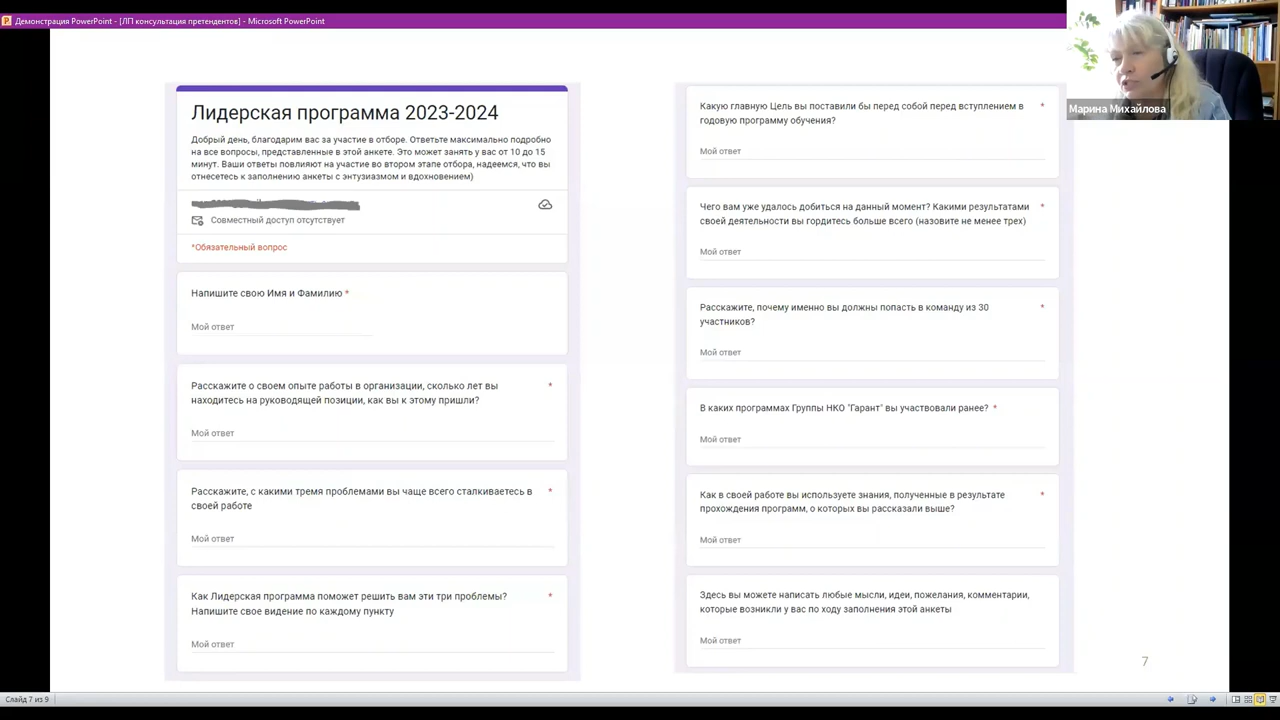 Демонстрация PowerPoint - [ЛП консультация претендентов] - Microsoft PowerPoint
Марина Михайлова
Лидерская программа 2023-2024
Добрый день, благодарим вас за участие в отборе. Ответьте максимально подробно
на все вопросы, представленные в этой анкете. Это может занять у вас от 10 до 15
минут. Ваши ответы повлияют на участие во втором этапе отбора, надеемся, что вы
отнесетесь к заполнению анкеты с энтузиазмом и вдохновением)
Совместный доступ отсутствует
*Обязательный вопрос
Напишите свою Имя и Фамилию *
Мой ответ
Расскажите о своем опыте работы в организации, сколько лет вы *
находитесь на руководящей позиции, как вы к этому пришли?
Мой ответ
Расскажите, с какими тремя проблемами вы чаще всего сталкиваетесь в *
своей работе
Мой ответ
Как Лидерская программа поможет решить вам эти три проблемы? *
Напишите свое видение по каждому пункту
Мой ответ
Какую главную Цель вы поставили бы перед собой перед вступлением в *
годовую программу обучения?
Мой ответ
Чего вам уже удалось добиться на данный момент? Какими результатами *
своей деятельности вы гордитесь больше всего (назовите не менее трех)
Мой ответ
Расскажите, почему именно вы должны попасть в команду из 30 *
участников?
Мой ответ
В каких программах Группы НКО "Гарант" вы участвовали ранее? *
Мой ответ
Как в своей работе вы используете знания, полученные в результате *
прохождения программ, о которых вы рассказали выше?
Мой ответ
Здесь вы можете написать любые мысли, идеи, пожелания, комментарии,
которые возникли у вас по ходу заполнения этой анкеты
Мой ответ
7
Слайд 7 из 9